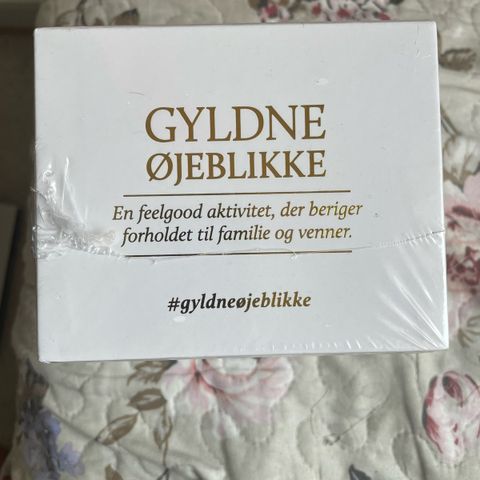 GYLDNE
ØJEBLIKKE
En feelgood aktivitet, der beriger
forholdet til familie og venner.
#gyldneøjeblikke